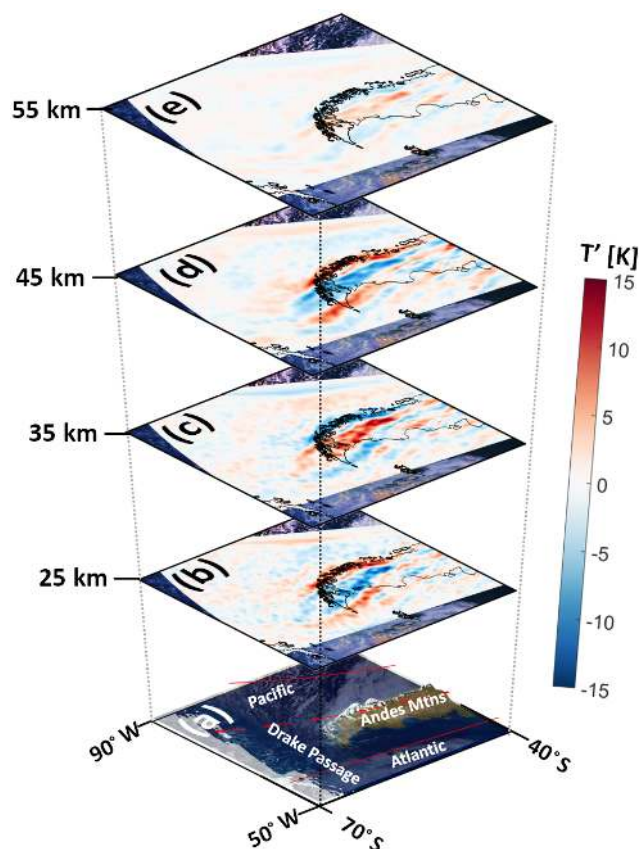 55 km
(e)
45 km
(d)
T' [K]
15
10
5
0
-5
-10
-15
35 km
(c)
25 km
(b)
Pacific
Andes Mtns
(a)
Drake Passage
Atlantic
90° W
40°S
50° W
70°S